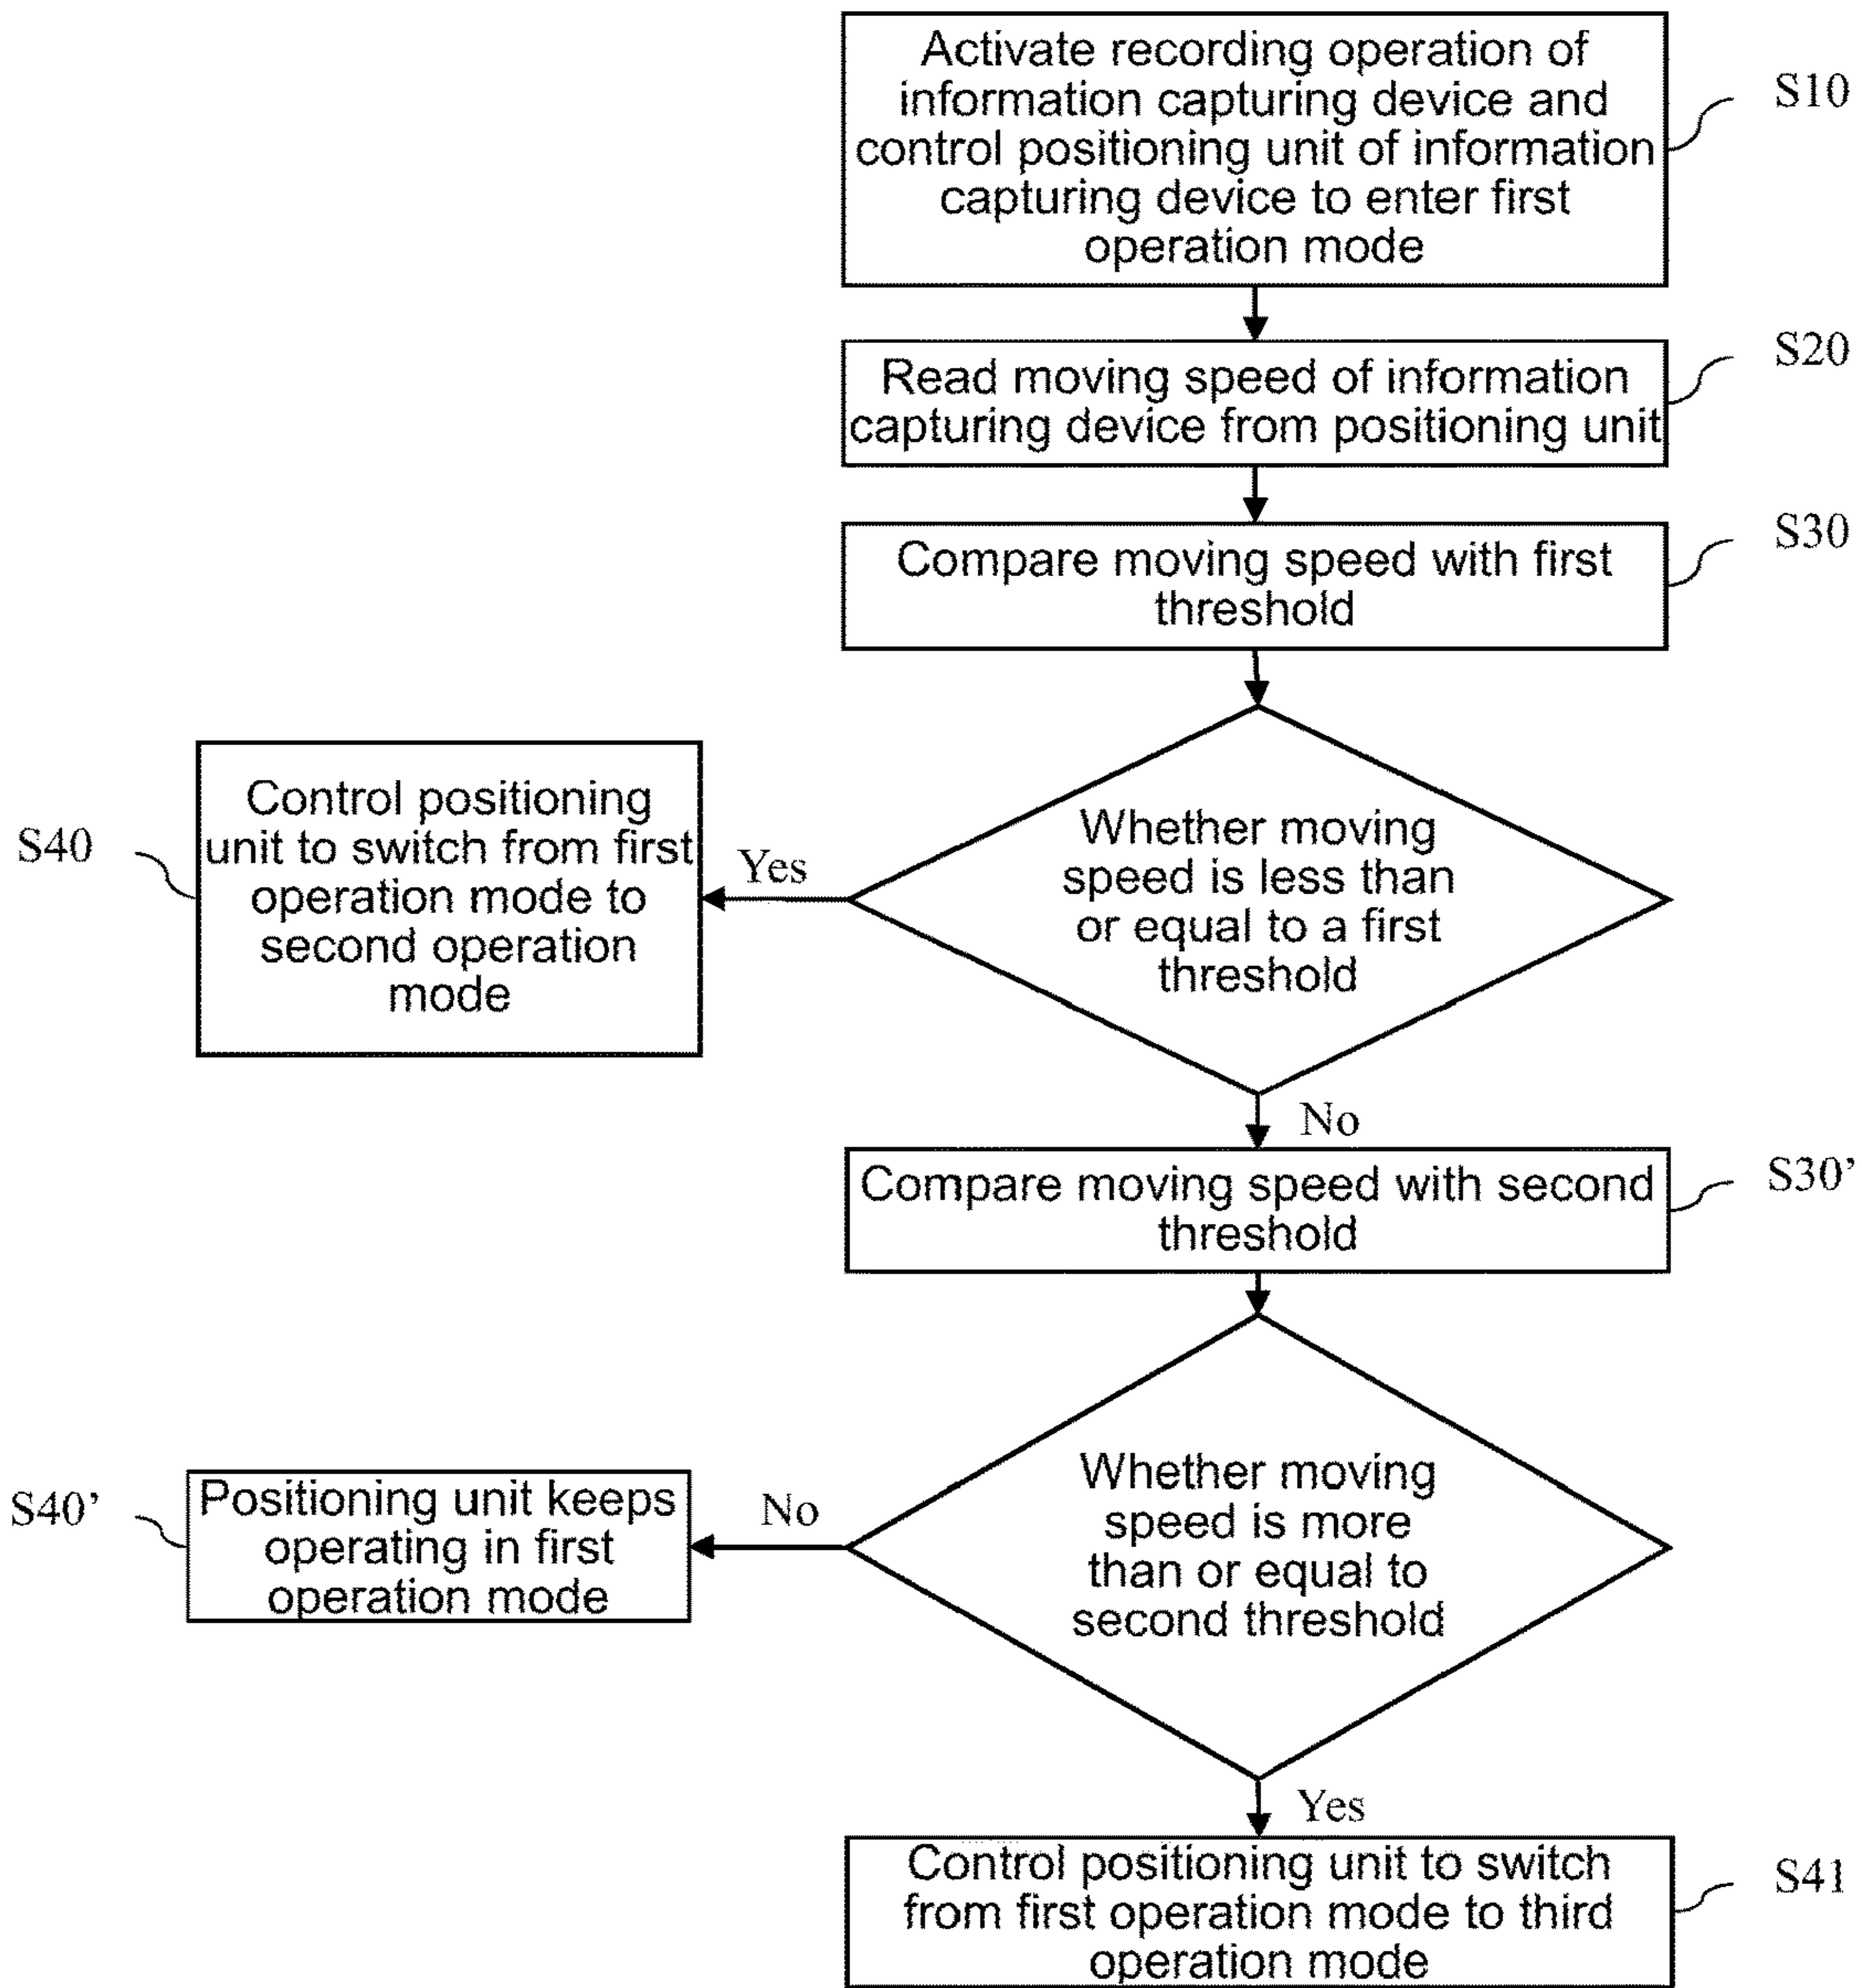 Activate recording operation of
information capturing device and
control positioning unit of information
capturing device to enter first
operation mode
S10
Read moving speed of information
capturing device from positioning unit
S20
Compare moving speed with first
threshold
S30
Whether moving
speed is less than
or equal to a first
threshold
Yes
Control positioning
unit to switch from first
operation mode to
second operation
mode
S40
No
Compare moving speed with second
threshold
S30’
Whether moving
speed is more
than or equal to
second threshold
No
Positioning unit keeps
operating in first
operation mode
S40’
Yes
Control positioning unit to switch
from first operation mode to third
operation mode
S41